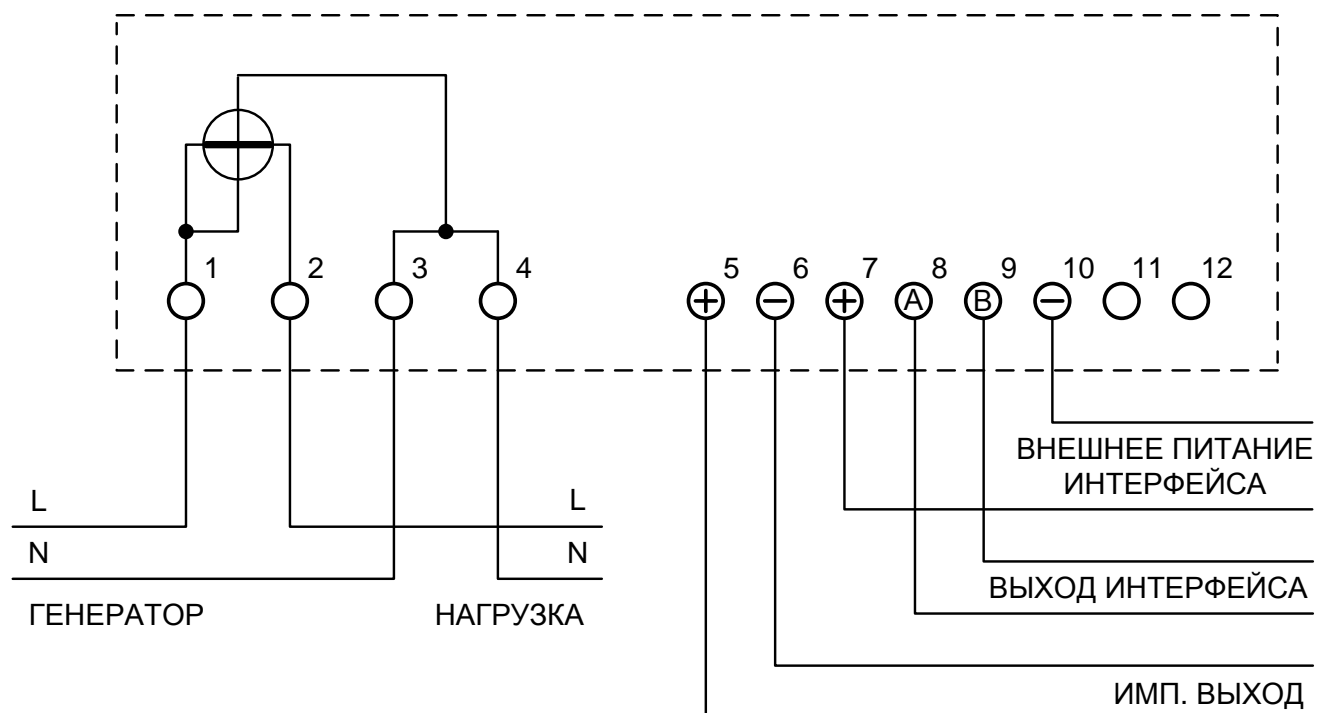 1 2 3 4 5 6 7 8 9 10 11 12
+ − + A B −
ВНЕШНЕЕ ПИТАНИЕ
ИНТЕРФЕЙСА
L L
N N
ВЫХОД ИНТЕРФЕЙСА
ГЕНЕРАТОР НАГРУЗКА
ИМП. ВЫХОД